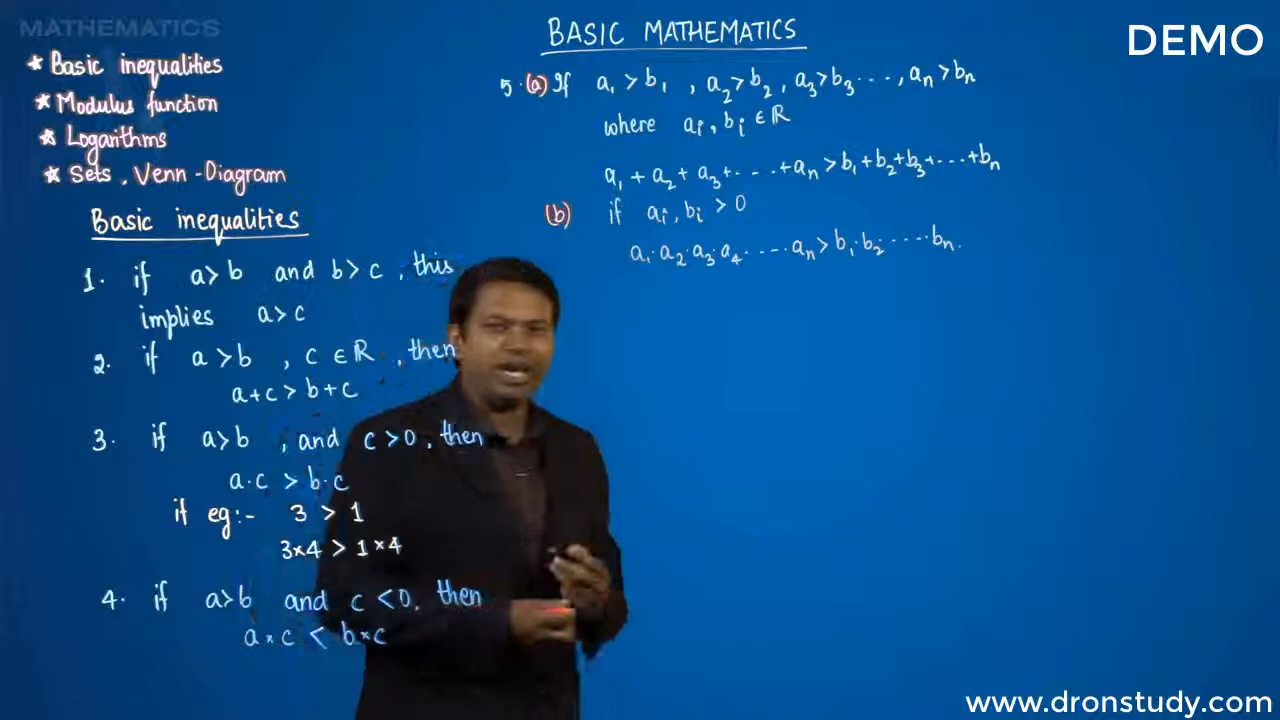 MATHEMATICS
DEMO
BASIC MATHEMATICS
★ Basic inequalities
★ Modulus function
★ Logarithms
★ Sets, Venn-Diagram
Basic inequalities
1. if a>b and b>c, this
implies a>c
2. if a>b, c∈ℝ, then
a+c > b+c
3. if a>b, and c>0, then
a·c > b·c
if eg:- 3 > 1
3×4 > 1×4
4. if a>b and c<0, then
a×c < b×c
5. (a) If a₁>b₁, a₂>b₂, a₃>b₃..., aₙ>bₙ
where aᵢ, bᵢ ∈ℝ
a₁+a₂+a₃+....+aₙ>b₁+b₂+b₃+...+bₙ
(b) if aᵢ, bᵢ > 0
a₁·a₂·a₃·a₄.....aₙ>b₁·b₂.....bₙ.
www.dronstudy.com